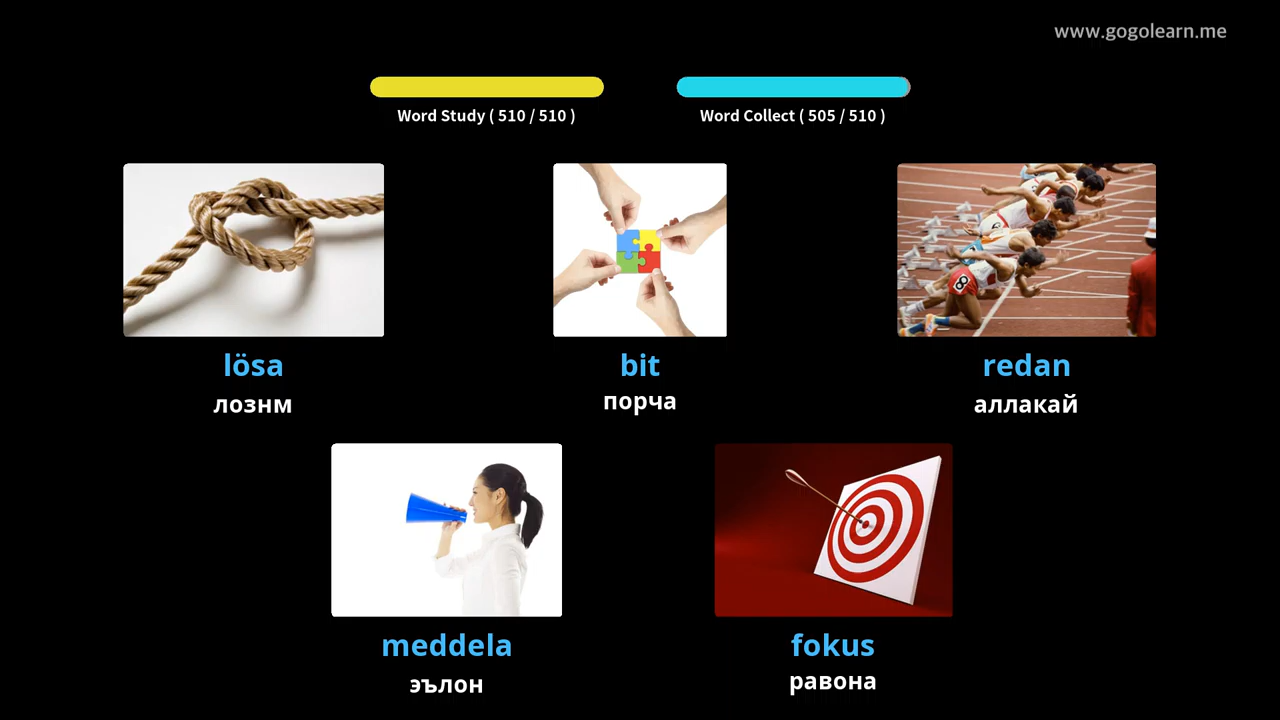 www.gogolearn.me
Word Study ( 510 / 510 )
Word Collect ( 505 / 510 )
lösa
bit
redan
лознм
порча
аллакай
meddela
fokus
эълон
равона